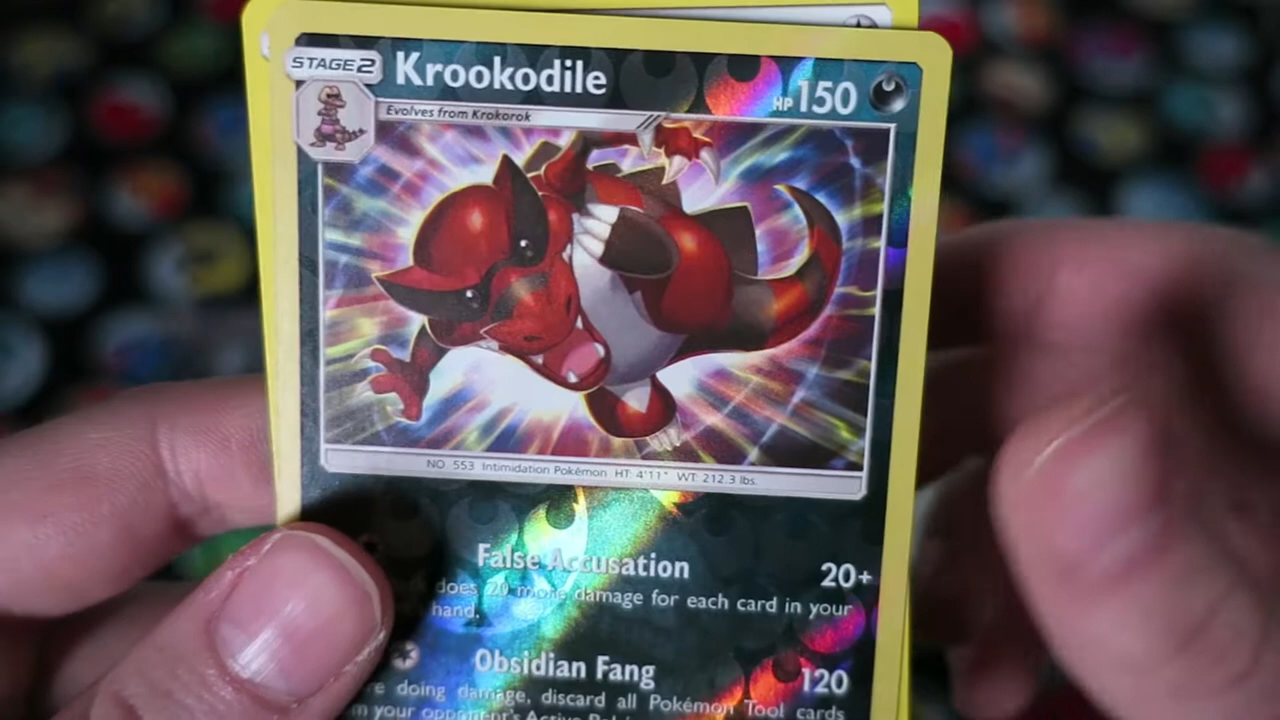 STAGE2 Krookodile HP 150
Evolves from Krokorok
NO. 553 Intimidation Pokémon HT: 4'11" WT: 212.3 lbs.
False Accusation 20+
does 20 more damage for each card in your
hand.
Obsidian Fang 120
doing damage, discard all Pokémon Tool cards
your opponent's Active